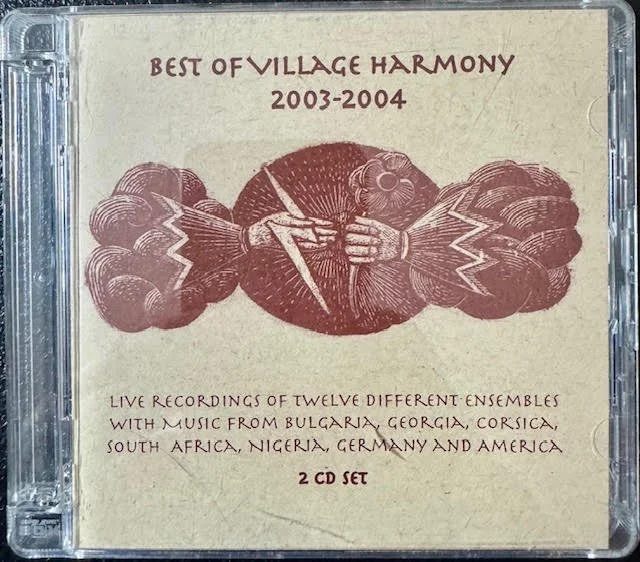 BEST OF VILLAGE HARMONY
2003-2004
LIVE RECORDINGS OF TWELVE DIFFERENT ENSEMBLES
WITH MUSIC FROM BULGARIA, GEORGIA, CORSICA,
SOUTH AFRICA, NIGERIA, GERMANY AND AMERICA
2 CD SET